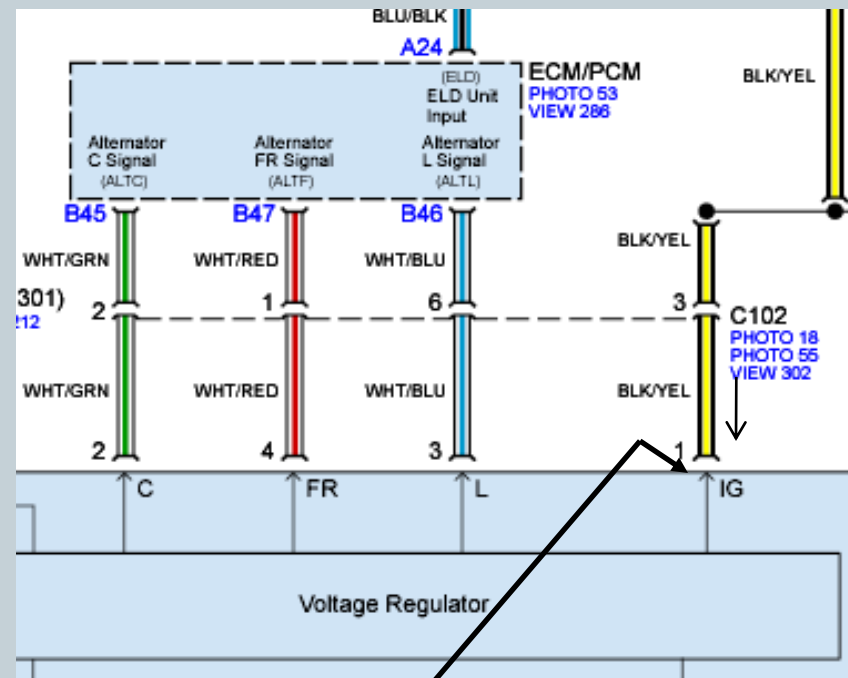 BLU/BLK
A24
(ELD)
ELD Unit
Input
ECM/PCM
PHOTO 53
VIEW 286
BLK/YEL
Alternator
C Signal
(ALTC)
Alternator
FR Signal
(ALTF)
Alternator
L Signal
(ALTL)
B45
B47
B46
WHT/GRN
WHT/RED
WHT/BLU
BLK/YEL
301)
212
2
1
6
3
C102
PHOTO 18
PHOTO 55
VIEW 302
WHT/GRN
WHT/RED
WHT/BLU
BLK/YEL
2
4
3
1
C
FR
L
IG
Voltage Regulator